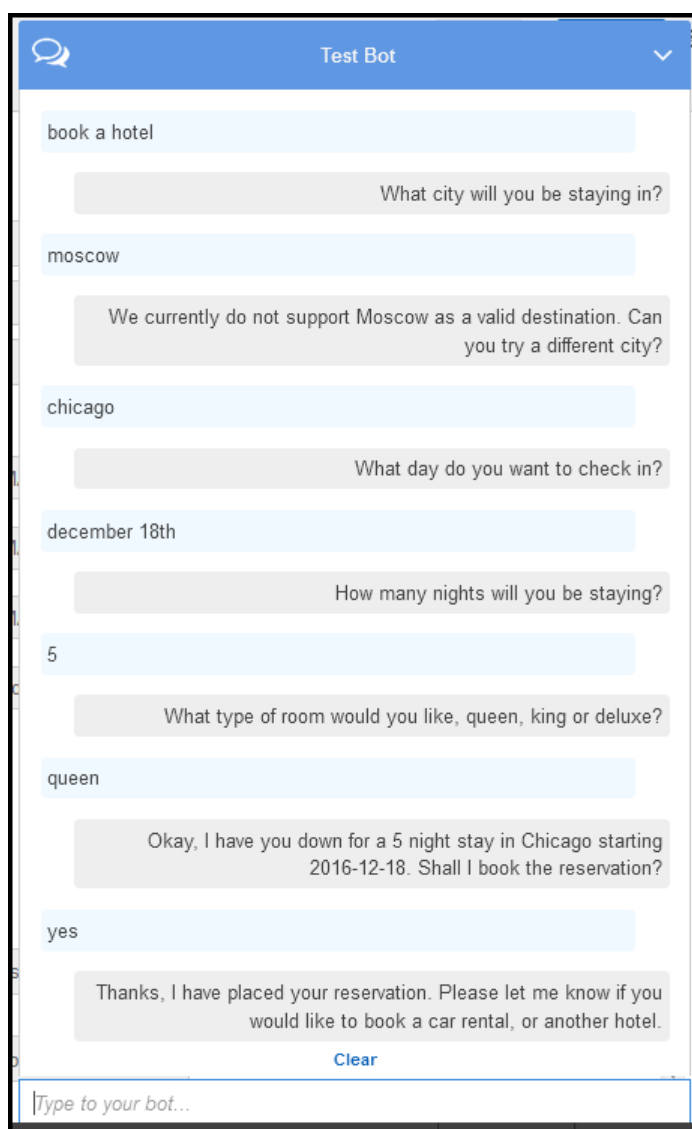 Test Bot
book a hotel
What city will you be staying in?
moscow
We currently do not support Moscow as a valid destination. Can
you try a different city?
chicago
What day do you want to check in?
december 18th
How many nights will you be staying?
5
What type of room would you like, queen, king or deluxe?
queen
Okay, I have you down for a 5 night stay in Chicago starting
2016-12-18. Shall I book the reservation?
yes
Thanks, I have placed your reservation. Please let me know if you
would like to book a car rental, or another hotel.
Clear
Type to your bot...